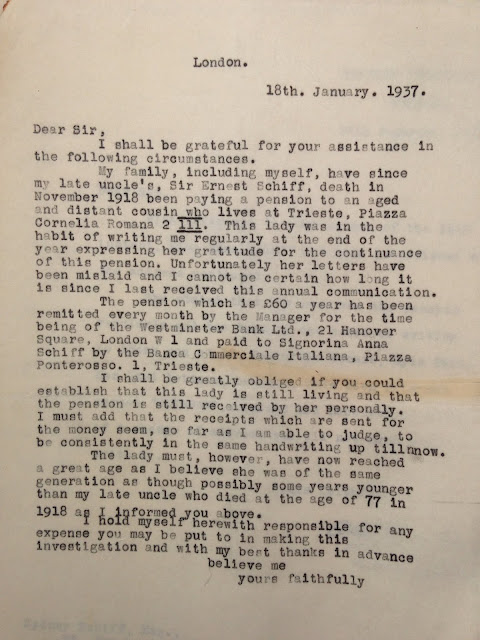 London.
18th. January. 1937.
Dear Sir,
I shall be grateful for your assistance in
the following circumstances.
My family, including myself, have since
my late uncle's, Sir Ernest Schiff, death in
November 1918 been paying a pension to an aged
and distant cousin who lives at Trieste, Piazza
Cornelia Romana 2 III. This lady was in the
habit of writing me regularly at the end of the
year expressing her gratitude for the continuance
of this pension. Unfortunately her letters have
been mislaid and I cannot be certain how long it
is since I last received this annual communication.
The pension which is £60 a year has been
remitted every month by the Manager for the time
being of the Westminster Bank Ltd., 21 Hanover
Square, London W 1 and paid to Signorina Anna
Schiff by the Banca Commerciale Italiana, Piazza
Ponterosso. 1, Trieste.
I shall be greatly obliged if you could
establish that this lady is still living and that
the pension is still received by her persondly.
I must add that the receipts which are sent for
the money seem, so far as I am able to judge, to
be consistently in the same handwriting up tillnnow.
The lady must, however, have now reached
a great age as I believe she was of the same
generation as though possibly some years younger
than my late uncle who died at the age of 77 in
1918 as I informed you above.
I hold myself herewith responsible for any
expense you may be put to in making this
investigation and with my best thanks in advance
believe me
yours faithfully